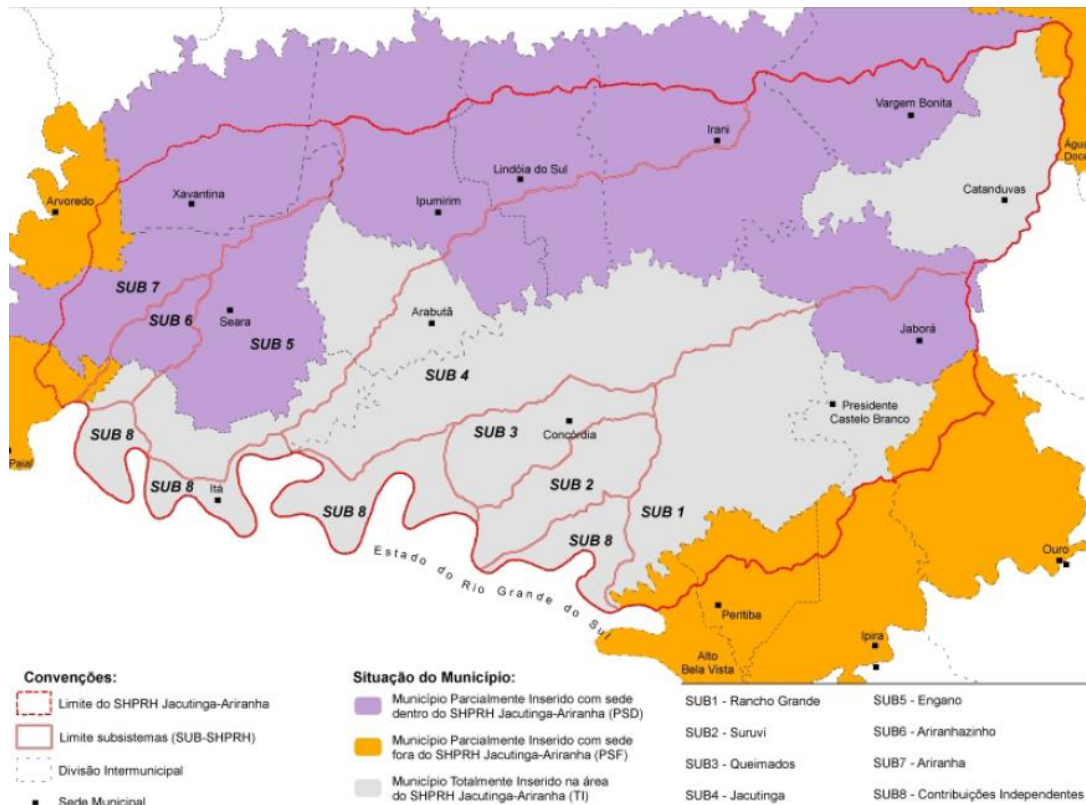 Vargem Bonita
Irani
Água
Doce
Lindóia do Sul
Catanduvas
Xavantina
Arvoredo
Ipumirim
SUB 7
SUB 6
Seara
Arabutã
SUB 5
Jaborá
SUB 4
Presidente
Castelo Branco
SUB 3
Concórdia
SUB 8
Paial
SUB 8
Itá
SUB 2
SUB 8
SUB 1
SUB 8
Estado do Rio Grande do Sul
Ouro
Peritiba
Ipira
Alto
Bela Vista
Convenções:
Limite do SHPRH Jacutinga-Ariranha
Limite subsistemas (SUB-SHPRH)
Divisão Intermunicipal
Sede Municipal
Situação do Município:
Município Parcialmente Inserido com sede
dentro do SHPRH Jacutinga-Ariranha (PSD)
Município Parcialmente Inserido com sede
fora do SHPRH Jacutinga-Ariranha (PSF)
Município Totalmente Inserido na área
do SHPRH Jacutinga-Ariranha (TI)
SUB1 - Rancho Grande
SUB2 - Suruvi
SUB3 - Queimados
SUB4 - Jacutinga
SUB5 - Engano
SUB6 - Ariranhazinho
SUB7 - Ariranha
SUB8 - Contribuições Independentes